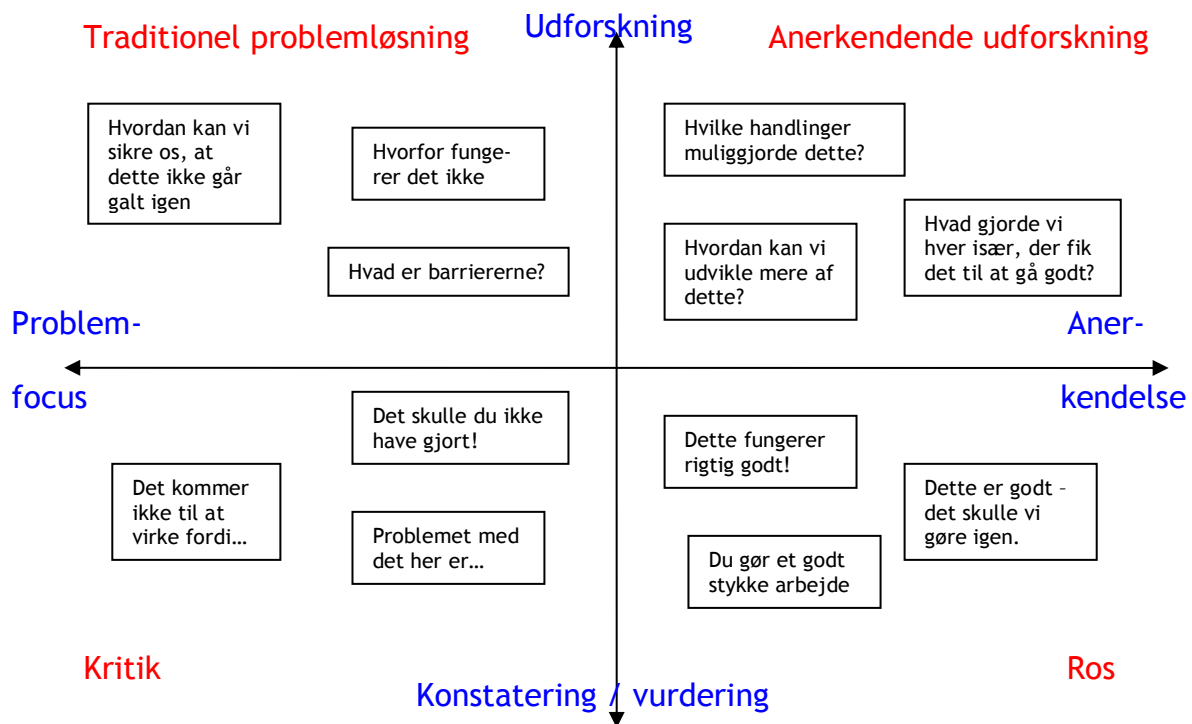 Traditionel problemløsning
Udforskning
Anerkendende udforskning
Hvordan kan vi
sikre os, at
dette ikke går
galt igen
Hvorfor funge-
rer det ikke
Hvad er barriererne?
Hvilke handlinger
muliggjorde dette?
Hvordan kan vi
udvikle mere af
dette?
Hvad gjorde vi
hver især, der fik
det til at gå godt?
Problem-
focus
Aner-
kendelse
Det skulle du ikke
have gjort!
Det kommer
ikke til at
virke fordi…
Problemet med
det her er…
Dette fungerer
rigtig godt!
Dette er godt –
det skulle vi
gøre igen.
Du gør et godt
stykke arbejde
Kritik
Konstatering / vurdering
Ros